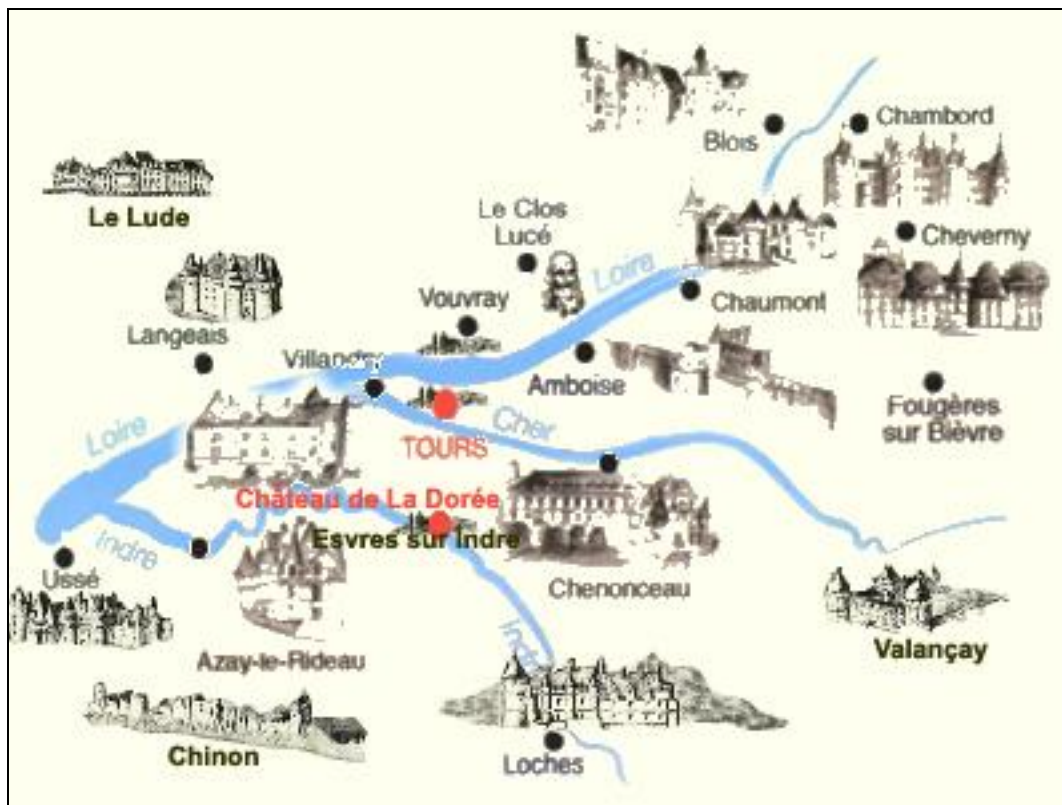 Chambord
Blois
Le Lude
Le Clos
Lucé
Cheverny
Loire
Vouvray
Chaumont
Langeais
Villandry
Amboise
Fougères
sur Bièvre
Loire
Cher
TOURS
Château de La Dorée
Esvres sur Indre
Indre
Ussé
Chenonceau
Indre
Valançay
Azay-le-Rideau
Chinon
Loches